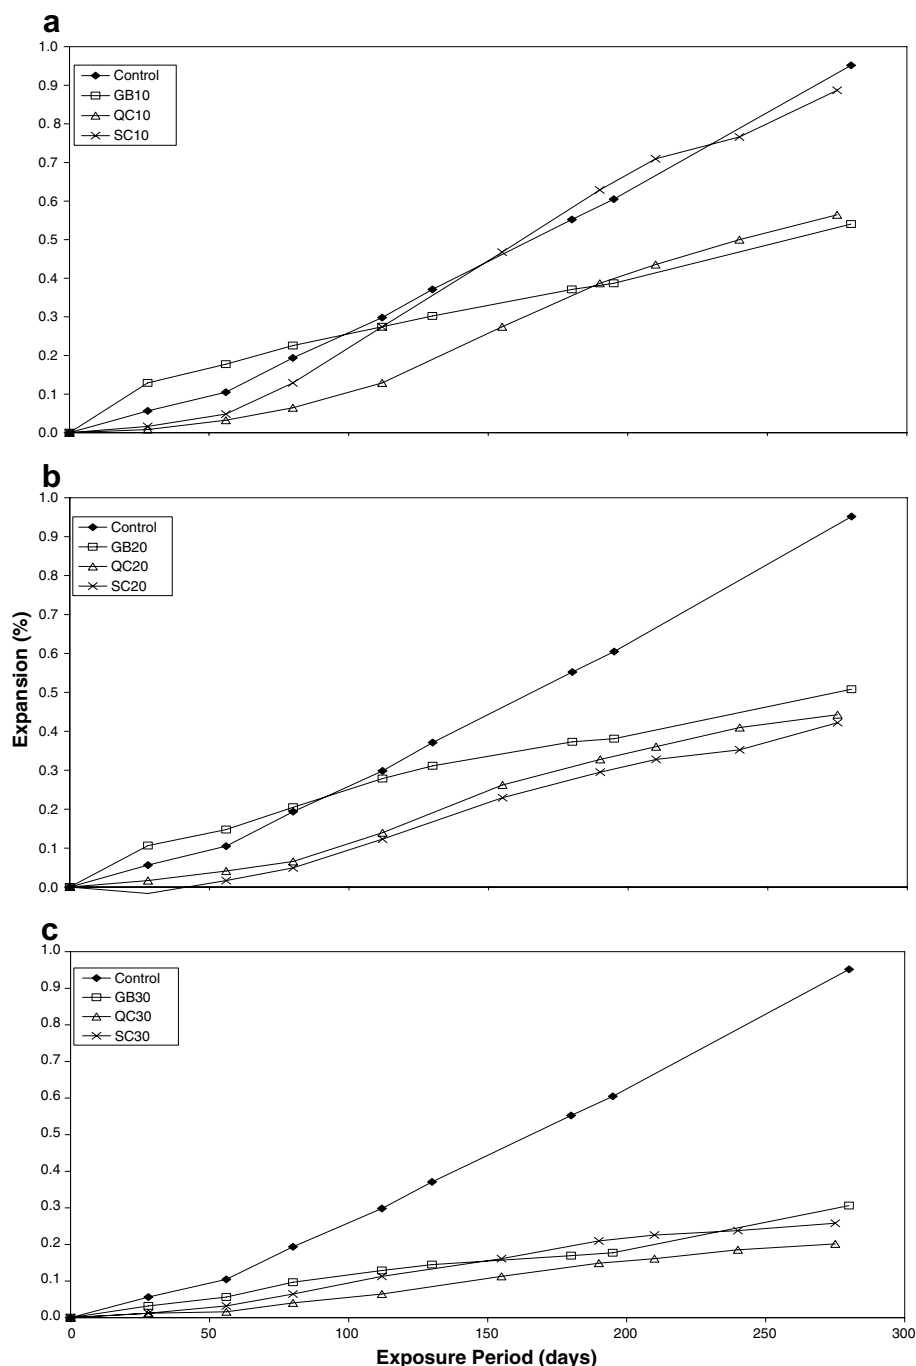 a
1.0
0.9
0.8
0.7
0.6
0.5
0.4
0.3
0.2
0.1
0.0
Control
GB10
QC10
SC10
b
1.0
0.9
0.8
0.7
0.6
0.5
0.4
0.3
0.2
0.1
0.0
Control
GB20
QC20
SC20
Expansion (%)
c
1.0
0.9
0.8
0.7
0.6
0.5
0.4
0.3
0.2
0.1
0.0
Control
GB30
QC30
SC30
0 50 100 150 200 250 300
Exposure Period (days)